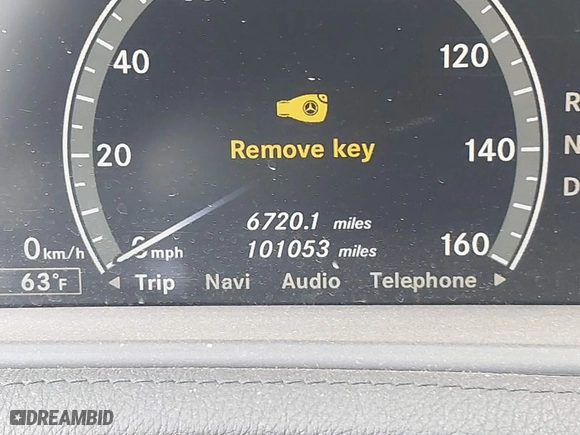 40
120
R
Remove key
20
140
N
D
6720.1 miles
0 km/h
0 mph
101053 miles
160
63°F
Trip Navi Audio Telephone
DREAMBID